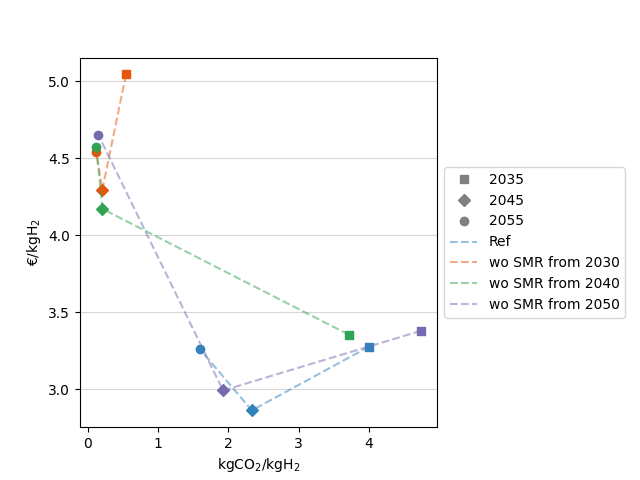 5.0
4.5
4.0
3.5
3.0
€/kgH₂
0 1 2 3 4
kgCO₂/kgH₂
2035
2045
2055
Ref
wo SMR from 2030
wo SMR from 2040
wo SMR from 2050